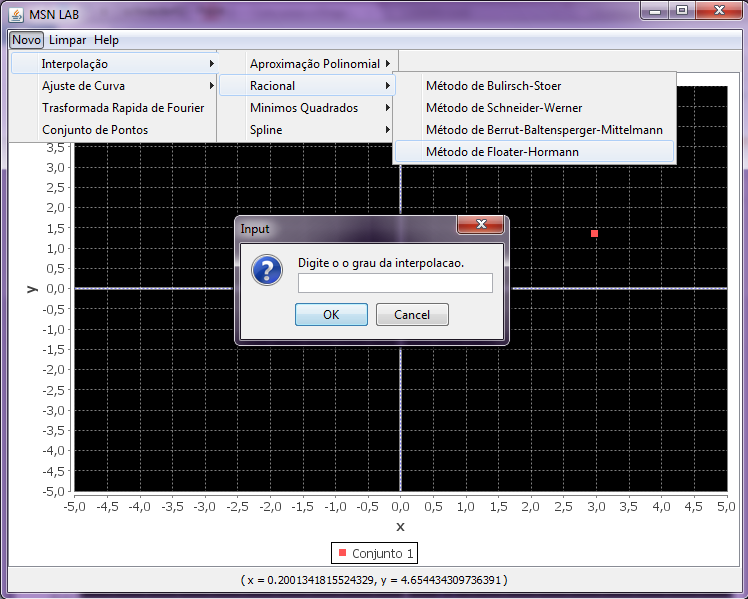 MSN LAB
Novo Limpar Help
Interpolação
Ajuste de Curva
Trasformada Rapida de Fourier
Conjunto de Pontos
Aproximação Polinomial
Racional
Minimos Quadrados
Spline
Método de Bulirsch-Stoer
Método de Schneider-Werner
Método de Berrut-Baltensperger-Mittelmann
Método de Floater-Hormann
3,5
3,0
2,5
2,0
1,5
1,0
0,5
0,0
-0,5
-1,0
-1,5
-2,0
-2,5
-3,0
-3,5
-4,0
-4,5
-5,0
y
Input
Digite o o grau da interpolacao.
OK Cancel
-5,0 -4,5 -4,0 -3,5 -3,0 -2,5 -2,0 -1,5 -1,0 -0,5 0,0 0,5 1,0 1,5 2,0 2,5 3,0 3,5 4,0 4,5 5,0
x
Conjunto 1
( x = 0.2001341815524329, y = 4.654434309736391 )